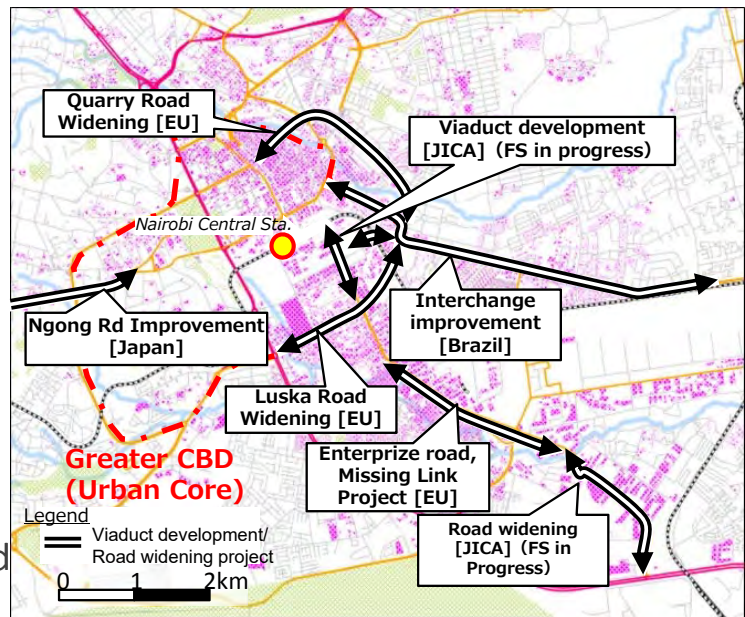 Quarry Road
Widening [EU]
Viaduct development
[JICA] (FS in progress)
Nairobi Central Sta.
Ngong Rd Improvement
[Japan]
Interchange
improvement
[Brazil]
Luska Road
Widening [EU]
Enterprize road,
Missing Link
Project [EU]
Greater CBD
(Urban Core)
Road widening
[JICA] (FS in
Progress)
Legend
Viaduct development/
Road widening project
d
0 1 2km